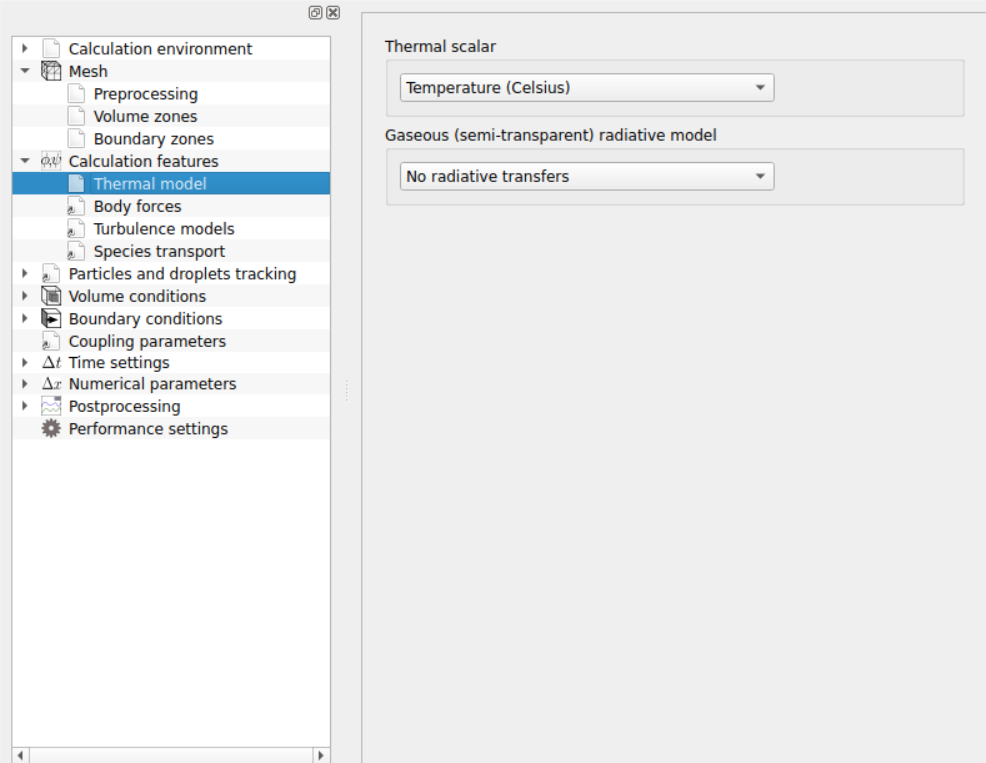 Calculation environment
Mesh
Preprocessing
Volume zones
Boundary zones
ϕ,ψ Calculation features
Thermal model
Body forces
Turbulence models
Species transport
Particles and droplets tracking
Volume conditions
Boundary conditions
Coupling parameters
Δt Time settings
Δx Numerical parameters
Postprocessing
Performance settings
Thermal scalar
Temperature (Celsius)
Gaseous (semi-transparent) radiative model
No radiative transfers